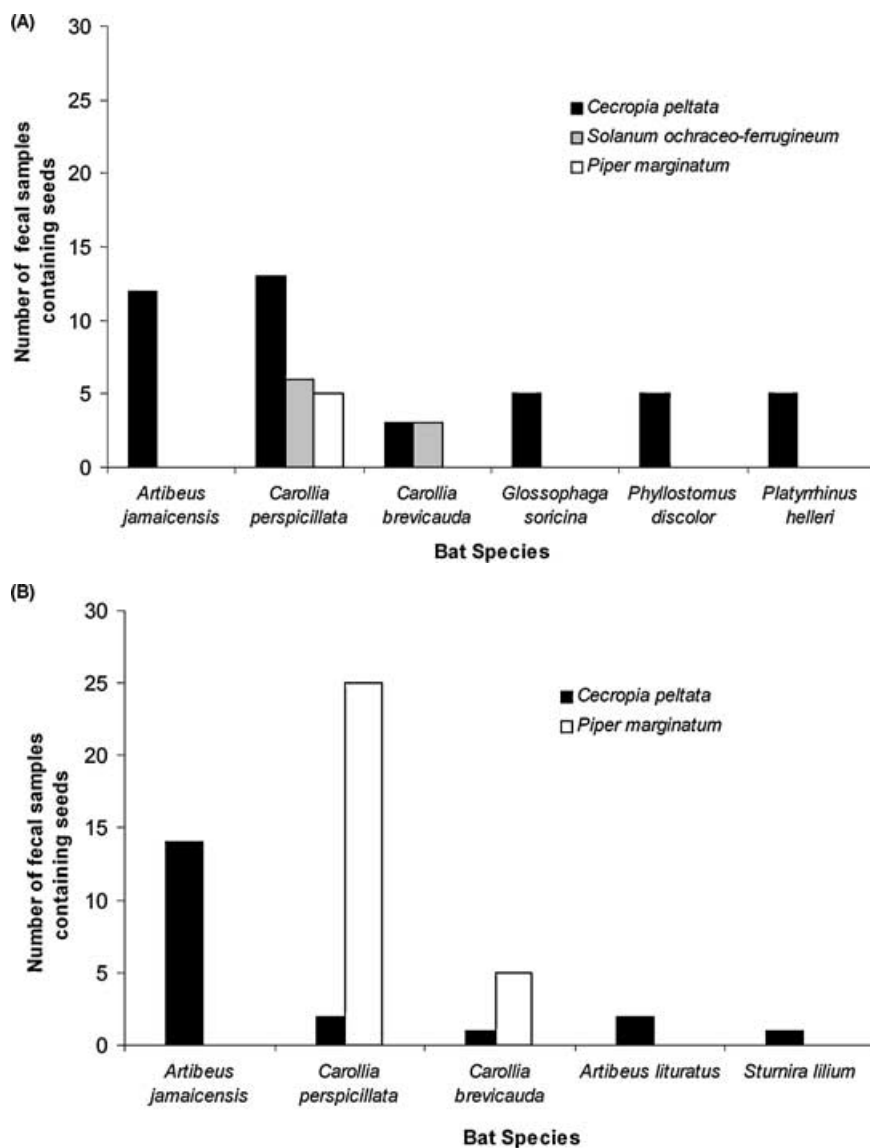 (A)
30
25
20
15
10
5
0
Number of fecal samples
containing seeds
Cecropia peltata
Solanum ochraceo-ferrugineum
Piper marginatum
Artibeus
jamaicensis
Carollia
perspicillata
Carollia
brevicauda
Glossophaga
soricina
Phyllostomus
discolor
Platyrrhinus
helleri
Bat Species
(B)
30
25
20
15
10
5
0
Number of fecal samples
containing seeds
Cecropia peltata
Piper marginatum
Artibeus
jamaicensis
Carollia
perspicillata
Carollia
brevicauda
Artibeus lituratus
Sturnira lilium
Bat Species